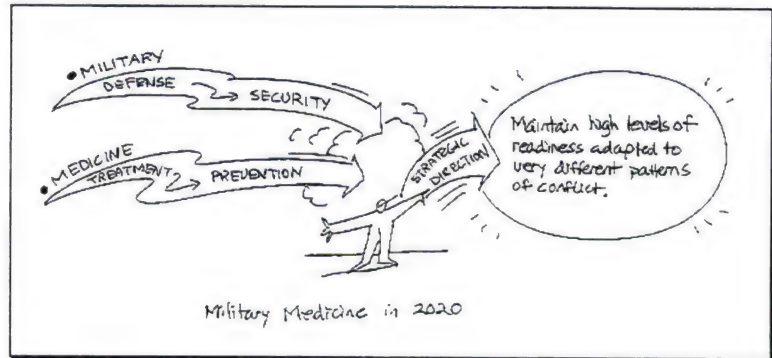 • MILITARY
DEFENSE → SECURITY
• MEDICINE
TREATMENT → PREVENTION
STRATEGIC
DIRECTION
Maintain high levels of
readiness adapted to
very different patterns
of conflict.
Military Medicine in 2020